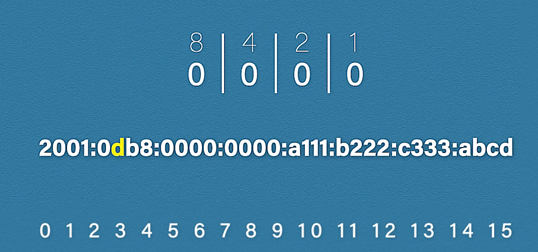 8 | 4 | 2 | 1
0 | 0 | 0 | 0
2001:0db8:0000:0000:a111:b222:c333:abcd
0 1 2 3 4 5 6 7 8 9 10 11 12 13 14 15